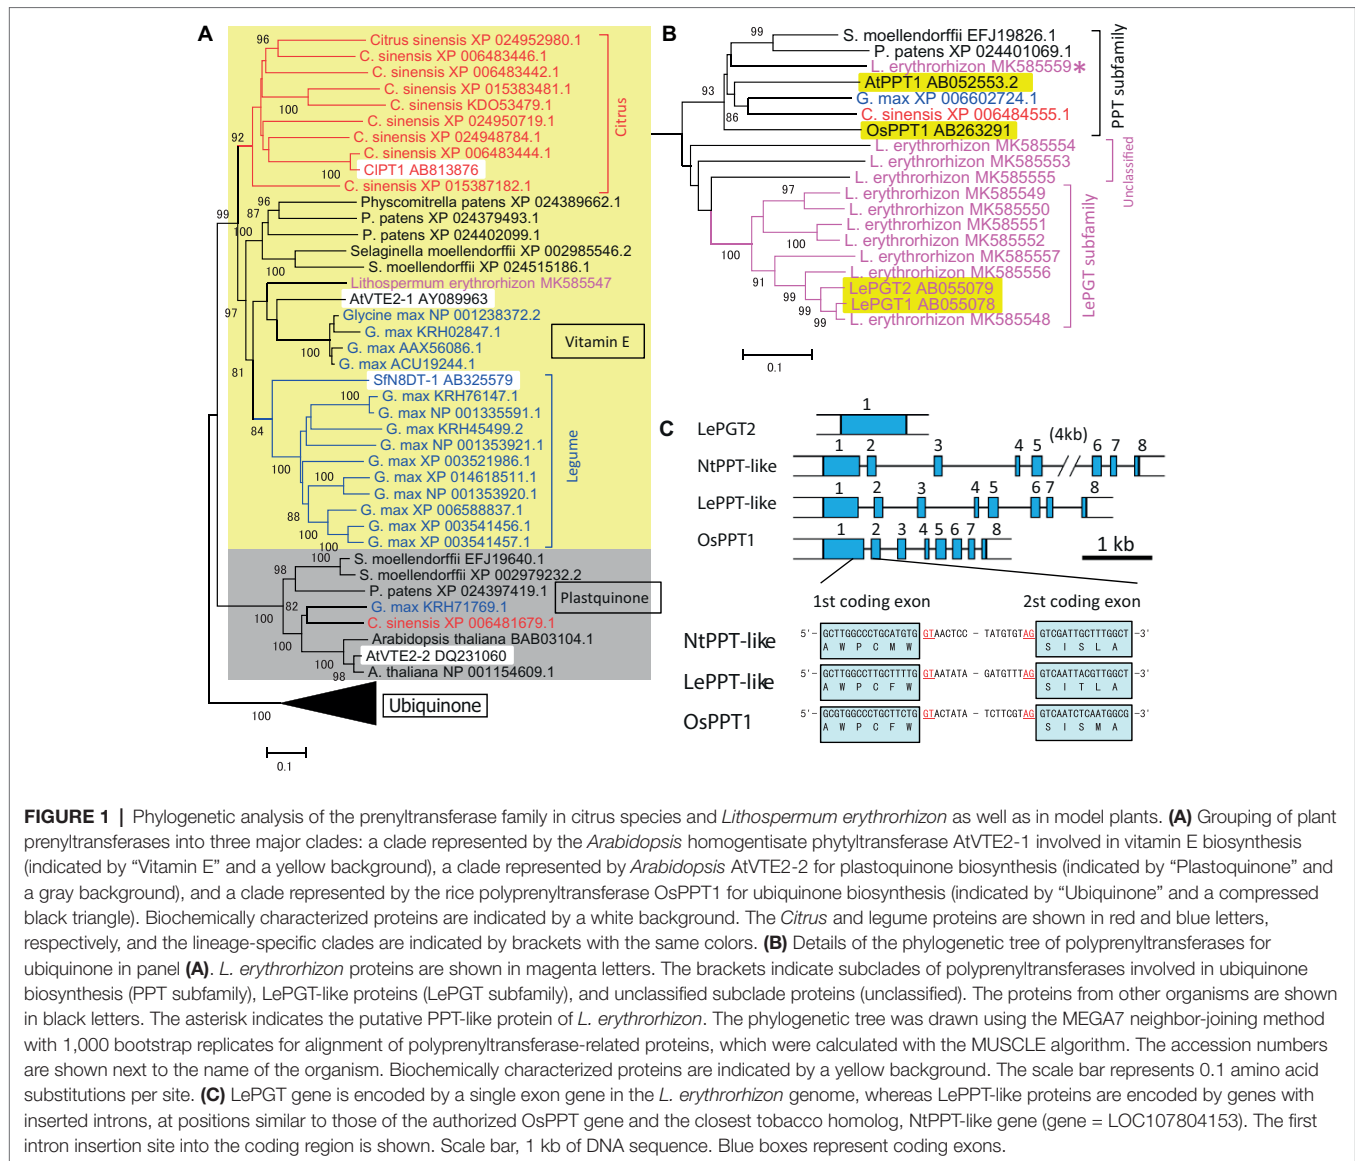 A
96
Citrus sinensis XP 024952980.1
C. sinensis XP 006483446.1
C. sinensis XP 006483442.1
C. sinensis XP 015383481.1
100
C. sinensis KDO53479.1
C. sinensis XP 024950719.1
92
C. sinensis XP 024948784.1
C. sinensis XP 006483444.1
100
ClPT1 AB813876
C. sinensis XP 015387182.1
Citrus
99
96
Physcomitrella patens XP 024389662.1
87
P. patens XP 024379493.1
100
P. patens XP 024402099.1
Selaginella moellendorffii XP 002985546.2
100
S. moellendorffii XP 024515186.1
Lithospermum erythrorhizon MK585547
97
AtVTE2-1 AY089963
Glycine max NP 001238372.2
G. max KRH02847.1
100
G. max AAX56086.1
G. max ACU19244.1
Vitamin E
81
SfN8DT-1 AB325579
100
G. max KRH76147.1
G. max NP 001335591.1
84
G. max KRH45499.2
G. max NP 001353921.1
100
G. max XP 003521986.1
100
G. max XP 014618511.1
G. max NP 001353920.1
88
G. max XP 006588837.1
100
G. max XP 003541456.1
100
G. max XP 003541457.1
Legume
100
S. moellendorffii EFJ19640.1
98
S. moellendorffii XP 002979232.2
P. patens XP 024397419.1
Plastquinone
82
G. max KRH71769.1
100
C. sinensis XP 006481679.1
Arabidopsis thaliana BAB03104.1
100
AtVTE2-2 DQ231060
98
A. thaliana NP 001154609.1
100
Ubiquinone
0.1
B
99
S. moellendorffii EFJ19826.1
P. patens XP 024401069.1
L. erythrorhizon MK585559*
93
AtPPT1 AB052553.2
G. max XP 006602724.1
86
C. sinensis XP 006484555.1
OsPPT1 AB263291
PPT subfamily
L. erythrorhizon MK585554
L. erythrorhizon MK585553
L. erythrorhizon MK585555
Unclassified
97
L. erythrorhizon MK585549
L. erythrorhizon MK585550
L. erythrorhizon MK585551
100
L. erythrorhizon MK585552
100
L. erythrorhizon MK585557
91
L. erythrorhizon MK585556
99
LePGT2 AB055079
99
LePGT1 AB055078
99
L. erythrorhizon MK585548
LePGT subfamily
0.1
C
LePGT2
1
NtPPT-like
1 2 3 4 5 (4kb) 6 7 8
LePPT-like
1 2 3 4 5 6 7 8
OsPPT1
1 2 3 4 5 6 7 8
1 kb
1st coding exon 2st coding exon
NtPPT-like
5'- GCTTGGCCCTGCATGTG GTAACTCC - TATGTGTAG GTCGATTGCTTTGGCT -3'
A W P C M W S I S L A
LePPT-like
5'- GCTTGGCCTTGCTTTTG GTAATATA - GATGTTTAG GTCAATTACGTTGGCT -3'
A W P C F W S I T L A
OsPPT1
5'- GCGTGGCCCTGCTTCTG GTACTATA - TCTTCGTAG GTCAATCTCAATGGCG -3'
A W P C F W S I S M A
FIGURE 1 | Phylogenetic analysis of the prenyltransferase family in citrus species and Lithospermum erythrorhizon as well as in model plants. (A) Grouping of plant
prenyltransferases into three major clades: a clade represented by the Arabidopsis homogentisate phytyltransferase AtVTE2-1 involved in vitamin E biosynthesis
(indicated by “Vitamin E” and a yellow background), a clade represented by Arabidopsis AtVTE2-2 for plastoquinone biosynthesis (indicated by “Plastoquinone” and
a gray background), and a clade represented by the rice polyprenyltransferase OsPPT1 for ubiquinone biosynthesis (indicated by “Ubiquinone” and a compressed
black triangle). Biochemically characterized proteins are indicated by a white background. The Citrus and legume proteins are shown in red and blue letters,
respectively, and the lineage-specific clades are indicated by brackets with the same colors. (B) Details of the phylogenetic tree of polyprenyltransferases for
ubiquinone in panel (A). L. erythrorhizon proteins are shown in magenta letters. The brackets indicate subclades of polyprenyltransferases involved in ubiquinone
biosynthesis (PPT subfamily), LePGT-like proteins (LePGT subfamily), and unclassified subclade proteins (unclassified). The proteins from other organisms are shown
in black letters. The asterisk indicates the putative PPT-like protein of L. erythrorhizon. The phylogenetic tree was drawn using the MEGA7 neighbor-joining method
with 1,000 bootstrap replicates for alignment of polyprenyltransferase-related proteins, which were calculated with the MUSCLE algorithm. The accession numbers
are shown next to the name of the organism. Biochemically characterized proteins are indicated by a yellow background. The scale bar represents 0.1 amino acid
substitutions per site. (C) LePGT gene is encoded by a single exon gene in the L. erythrorhizon genome, whereas LePPT-like proteins are encoded by genes with
inserted introns, at positions similar to those of the authorized OsPPT gene and the closest tobacco homolog, NtPPT-like gene (gene = LOC107804153). The first
intron insertion site into the coding region is shown. Scale bar, 1 kb of DNA sequence. Blue boxes represent coding exons.